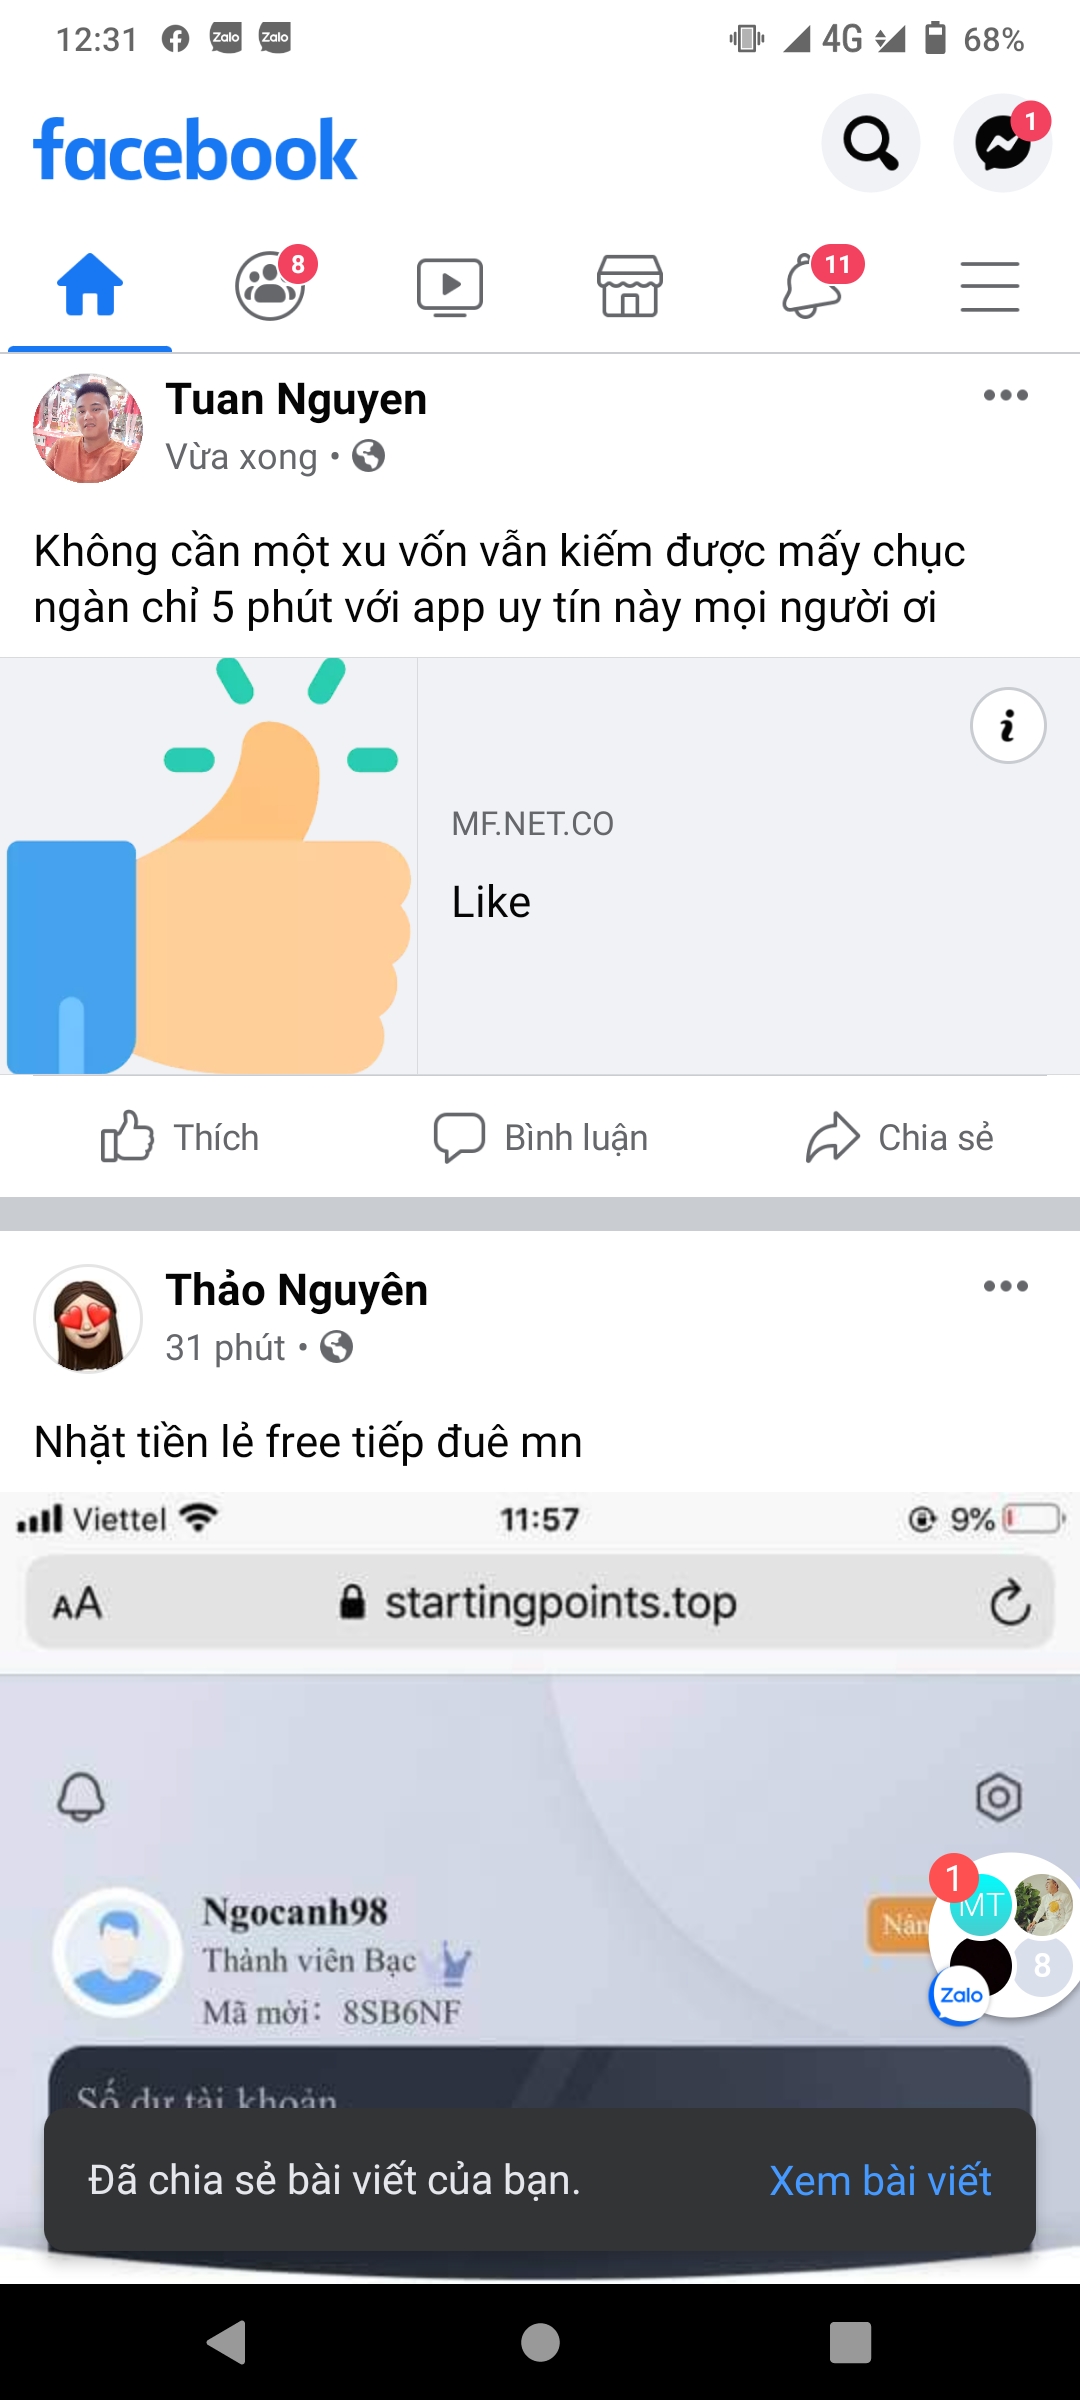 12:31 Zalo Zalo 4G 68%
facebook
1
8 11
Tuan Nguyen
Vừa xong •
Không cần một xu vốn vẫn kiếm được mấy chục
ngàn chỉ 5 phút với app uy tín này mọi người ơi
MF.NET.CO
Like
Thích Bình luận Chia sẻ
Thảo Nguyên
31 phút •
Nhặt tiền lẻ free tiếp đuê mn
Viettel 11:57 9%
AA startingpoints.top
Ngocanh98
Thành viên Bạc
Mã mời: 8SB6NF
1
MT
8
Zalo
Số dư tài khoản
Đã chia sẻ bài viết của bạn. Xem bài viết